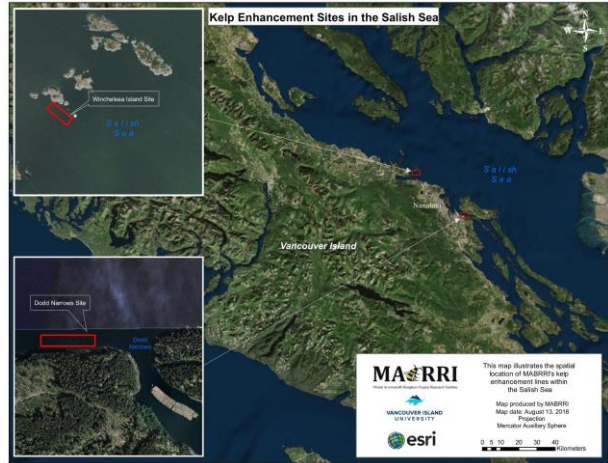 Kelp Enhancement Sites in the Salish Sea
N
W E
S
Winchelsea Island Site
Salish
Sea
Salish
Sea
Nanaimo
Vancouver Island
Dodd Narrows Site
Dodd
Narrows
MABRRI
VANCOUVER ISLAND
UNIVERSITY
esri
This map illustrates the spatial
location of MABRRI's kelp
enhancement lines within
the Salish Sea
Map produced by MABRRI
Map date: August 13, 2018
Projection
Mercator Auxiliary Sphere
0 5 10 20 30 40
Kilometers